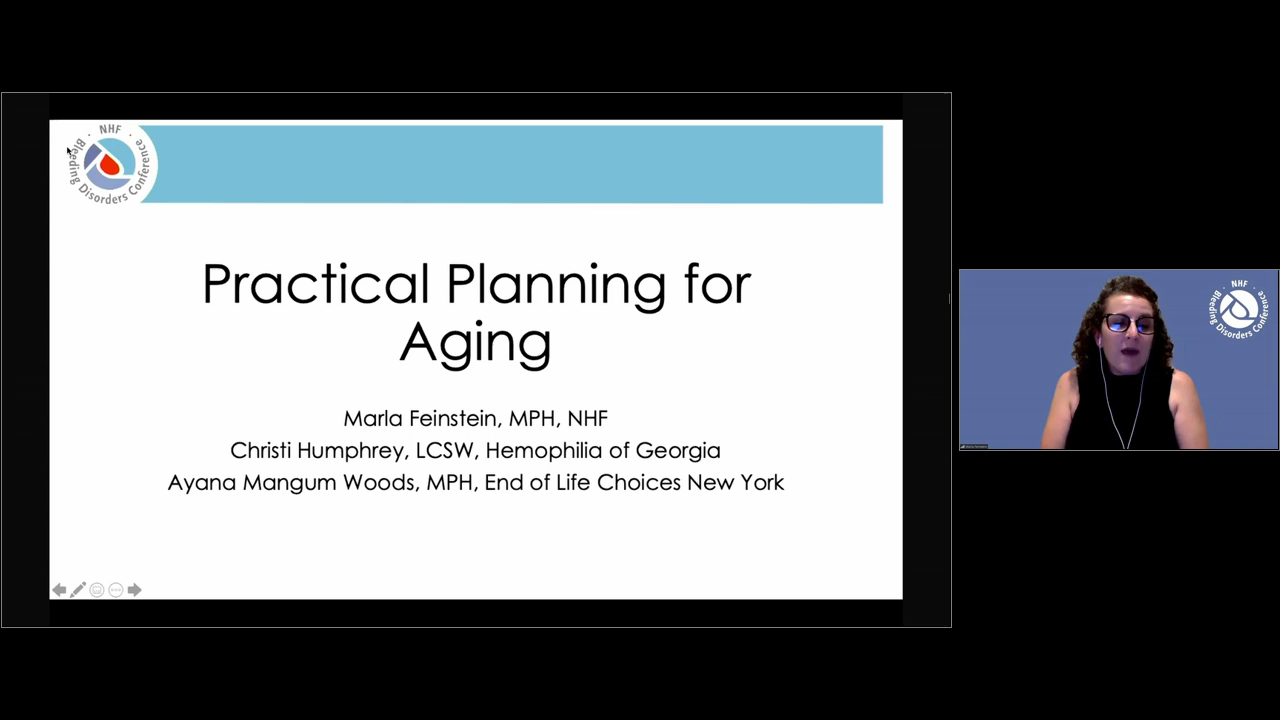 NHF
Bleeding Disorders Conference
Practical Planning for
Aging
Marla Feinstein, MPH, NHF
Christi Humphrey, LCSW, Hemophilia of Georgia
Ayana Mangum Woods, MPH, End of Life Choices New York
NHF
Bleeding Disorders Conference